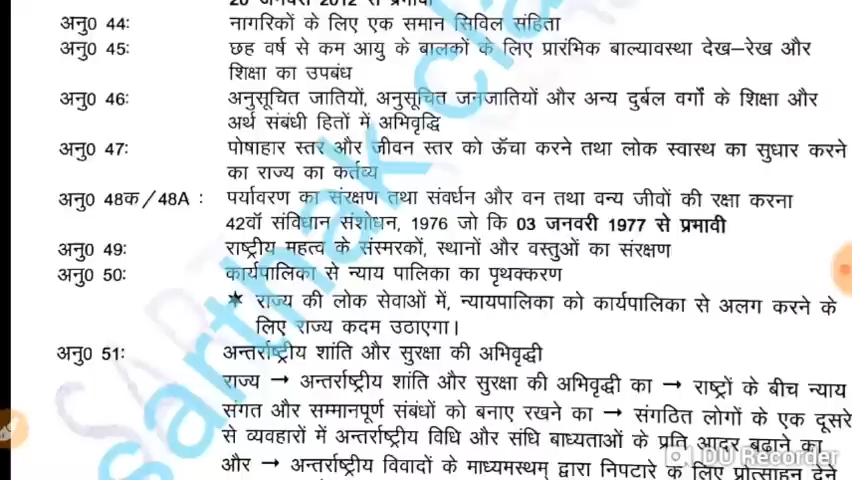 20 जनवरी 2012 से प्रभावी
अनु0 44: नागरिकों के लिए एक समान सिविल संहिता
अनु0 45: छह वर्ष से कम आयु के बालकों के लिए प्रारंभिक बाल्यावस्था देख–रेख और
शिक्षा का उपबंध
अनु0 46: अनुसूचित जातियों, अनुसूचित जनजातियों और अन्य दुर्बल वर्गों के शिक्षा और
अर्थ संबंधी हितों में अभिवृद्धि
अनु0 47: पोषाहार स्तर और जीवन स्तर को ऊँचा करने तथा लोक स्वास्थ का सुधार करने
का राज्य का कर्तव्य
अनु0 48क/48A : पर्यावरण का संरक्षण तथा संवर्धन और वन तथा वन्य जीवों की रक्षा करना
42वॉ संविधान संशोधन, 1976 जो कि 03 जनवरी 1977 से प्रभावी
अनु0 49: राष्ट्रीय महत्व के संस्मरकों, स्थानों और वस्तुओं का संरक्षण
अनु0 50: कार्यपालिका से न्याय पालिका का पृथक्करण
★ राज्य की लोक सेवाओं में, न्यायपालिका को कार्यपालिका से अलग करने के
लिए राज्य कदम उठाएगा।
अनु0 51: अन्तर्राष्ट्रीय शांति और सुरक्षा की अभिवृद्धी
राज्य → अन्तर्राष्ट्रीय शांति और सुरक्षा की अभिवृद्धी का → राष्ट्रों के बीच न्याय
संगत और सम्मानपूर्ण संबंधों को बनाए रखने का → संगठित लोगों के एक दूसरे
से व्यवहारों में अन्तर्राष्ट्रीय विधि और संधि बाध्यताओं के प्रति आदर बढ़ाने का
और → अन्तर्राष्ट्रीय विवादों के माध्यमस्थम् द्वारा निपटारे के लिए प्रोत्साहन देने
sarthak cla
DU Recorder